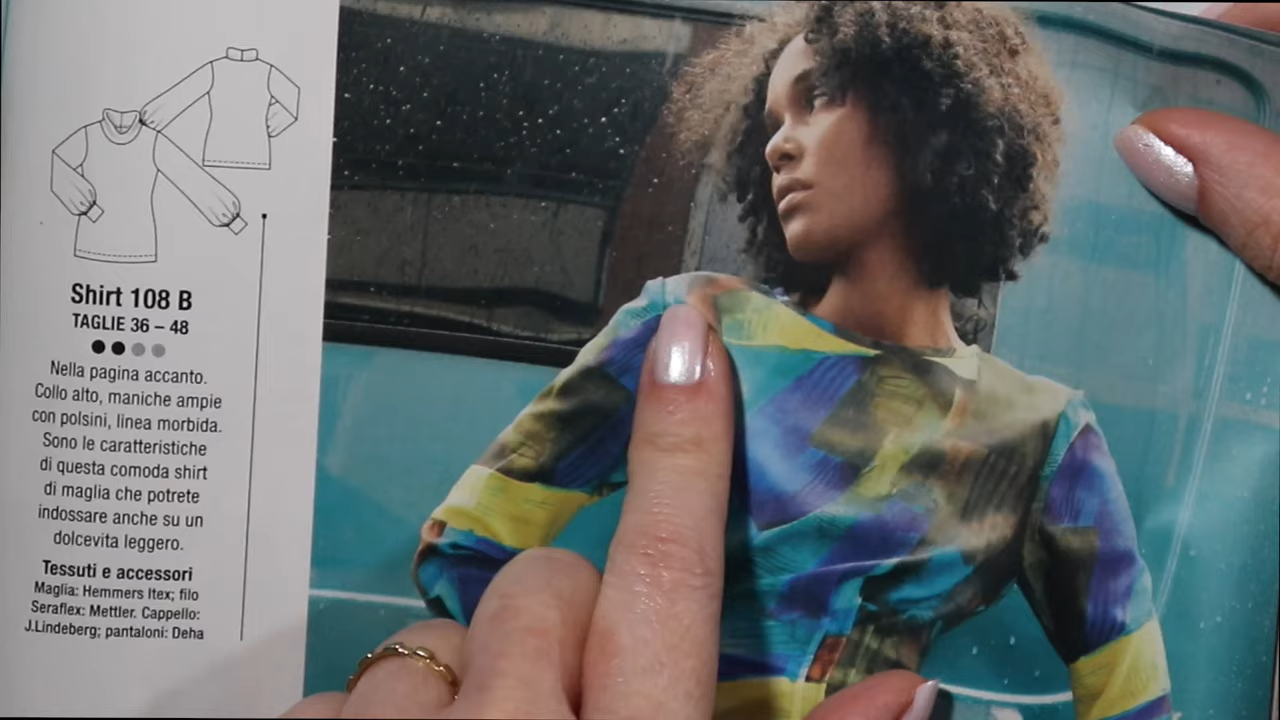 Shirt 108 B
TAGLIE 36 – 48
Nella pagina accanto.
Collo alto, maniche ampie
con polsini, linea morbida.
Sono le caratteristiche
di questa comoda shirt
di maglia che potrete
indossare anche su un
dolcevita leggero.
Tessuti e accessori
Maglia: Hemmers Itex; filo
Seraflex: Mettler. Cappello:
J.Lindeberg; pantaloni: Deha